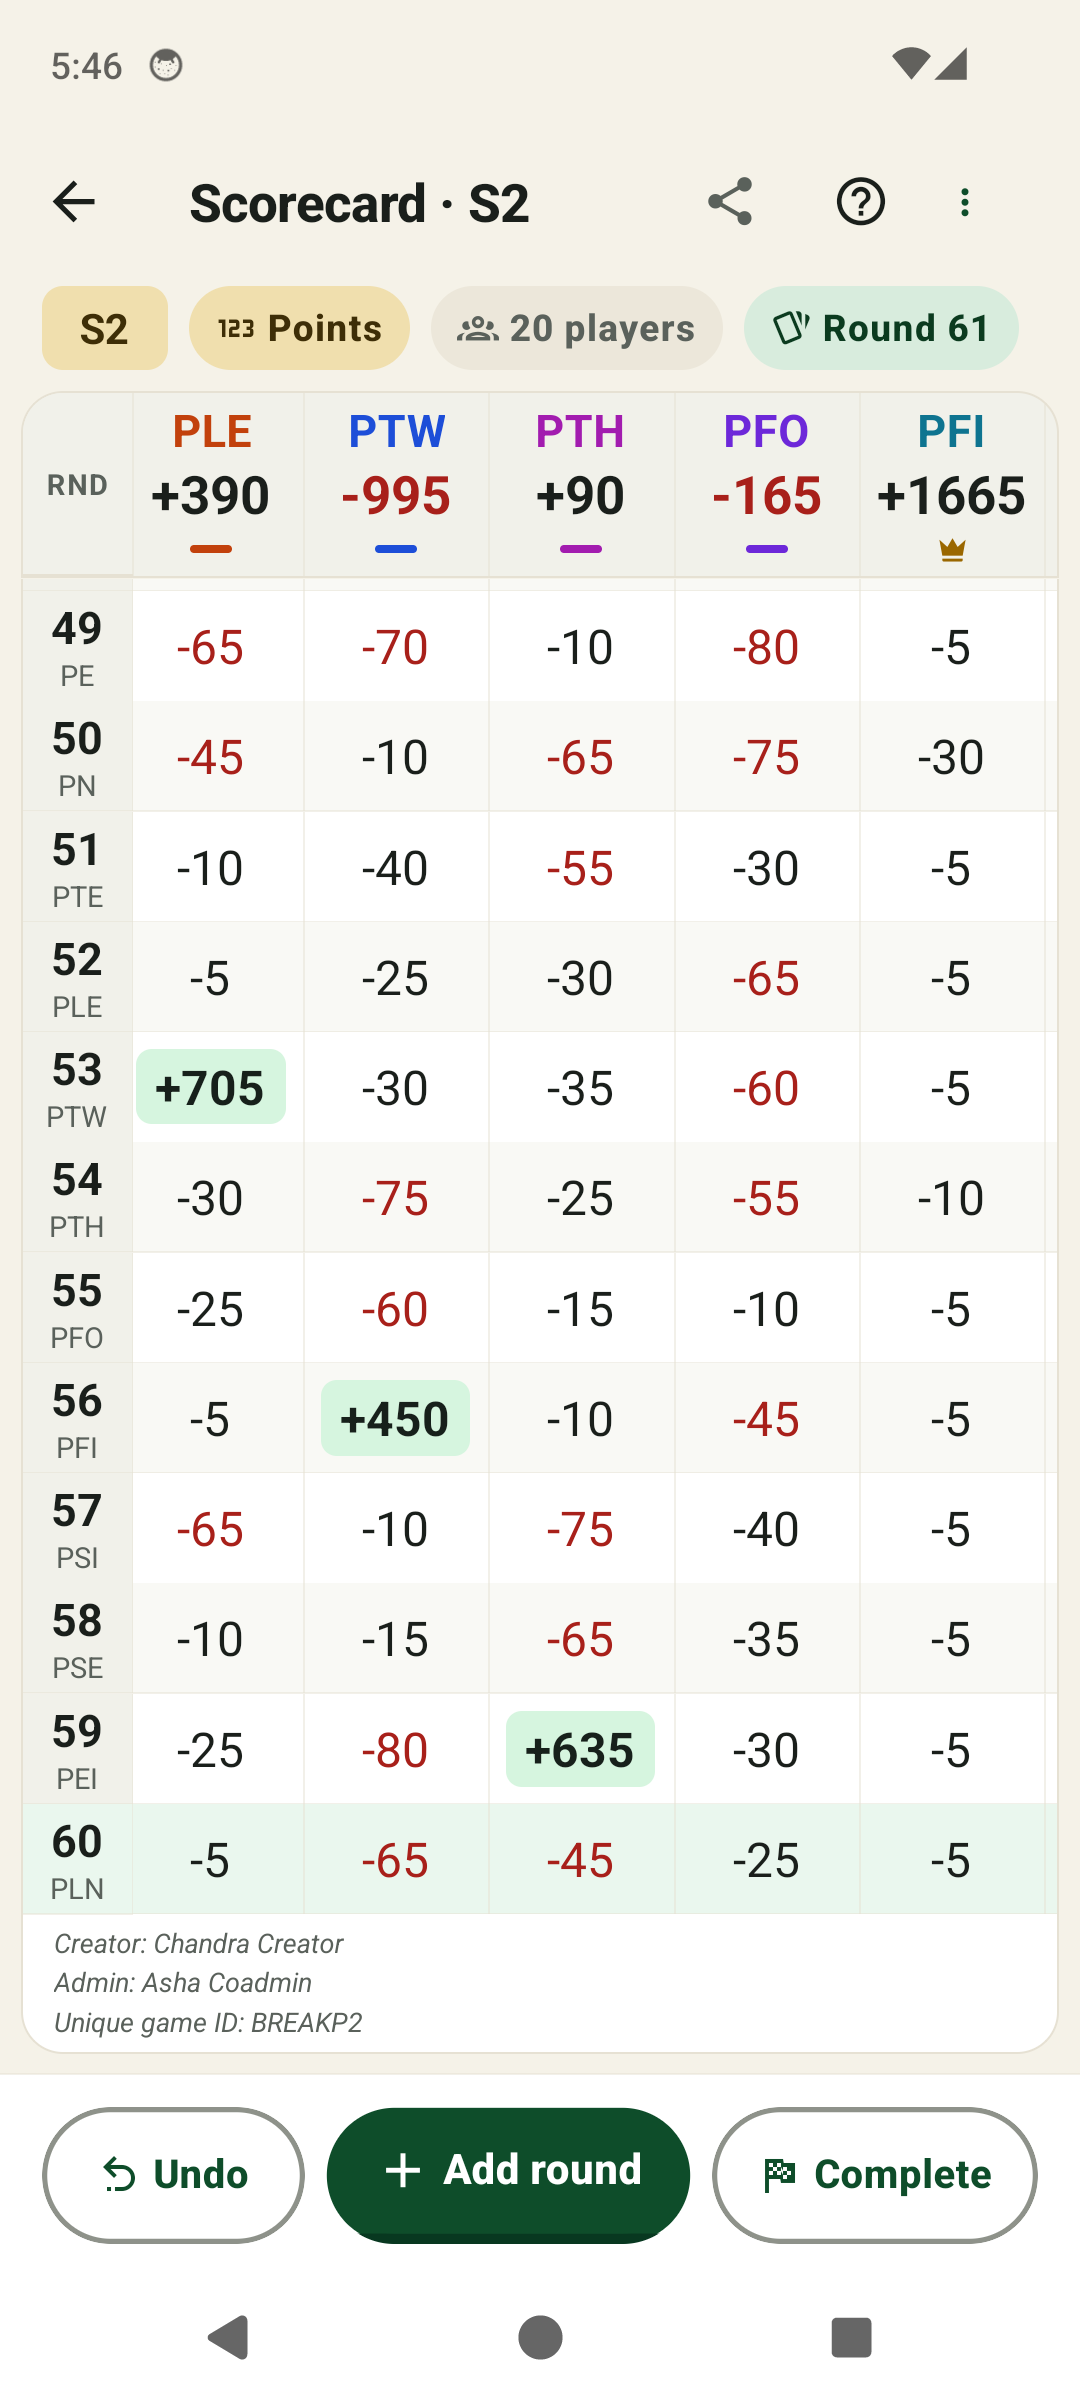 5:46
Scorecard · S2
S2 123 Points 20 players Round 61
RND PLE PTW PTH PFO PFI
+390 -995 +90 -165 +1665
49 PE -65 -70 -10 -80 -5
50 PN -45 -10 -65 -75 -30
51 PTE -10 -40 -55 -30 -5
52 PLE -5 -25 -30 -65 -5
53 PTW +705 -30 -35 -60 -5
54 PTH -30 -75 -25 -55 -10
55 PFO -25 -60 -15 -10 -5
56 PFI -5 +450 -10 -45 -5
57 PSI -65 -10 -75 -40 -5
58 PSE -10 -15 -65 -35 -5
59 PEI -25 -80 +635 -30 -5
60 PLN -5 -65 -45 -25 -5
Creator: Chandra Creator
Admin: Asha Coadmin
Unique game ID: BREAKP2
Undo + Add round Complete